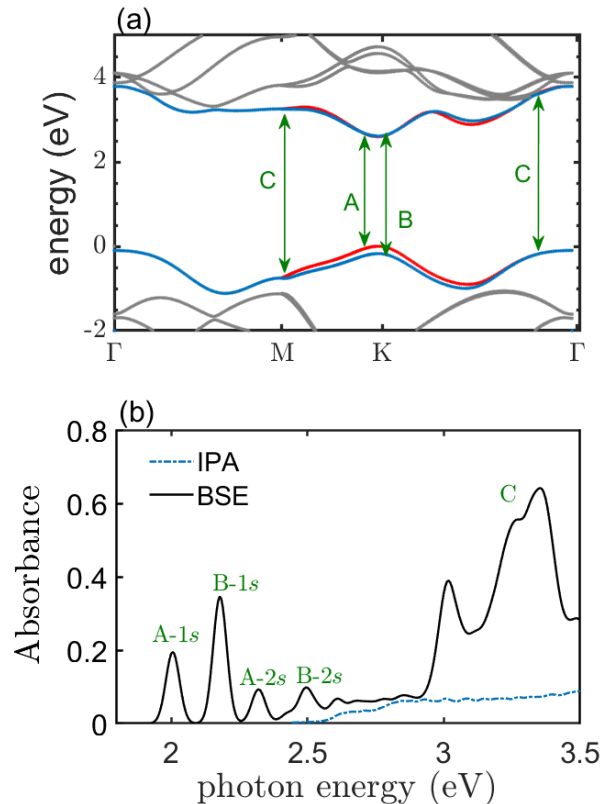 (a)
energy (eV)
4
2
0
-2
C
A
B
C
Γ
M
K
Γ
(b)
Absorbance
0.8
0.6
0.4
0.2
0
IPA
BSE
A-1s
B-1s
A-2s
B-2s
C
2
2.5
3
3.5
photon energy (eV)